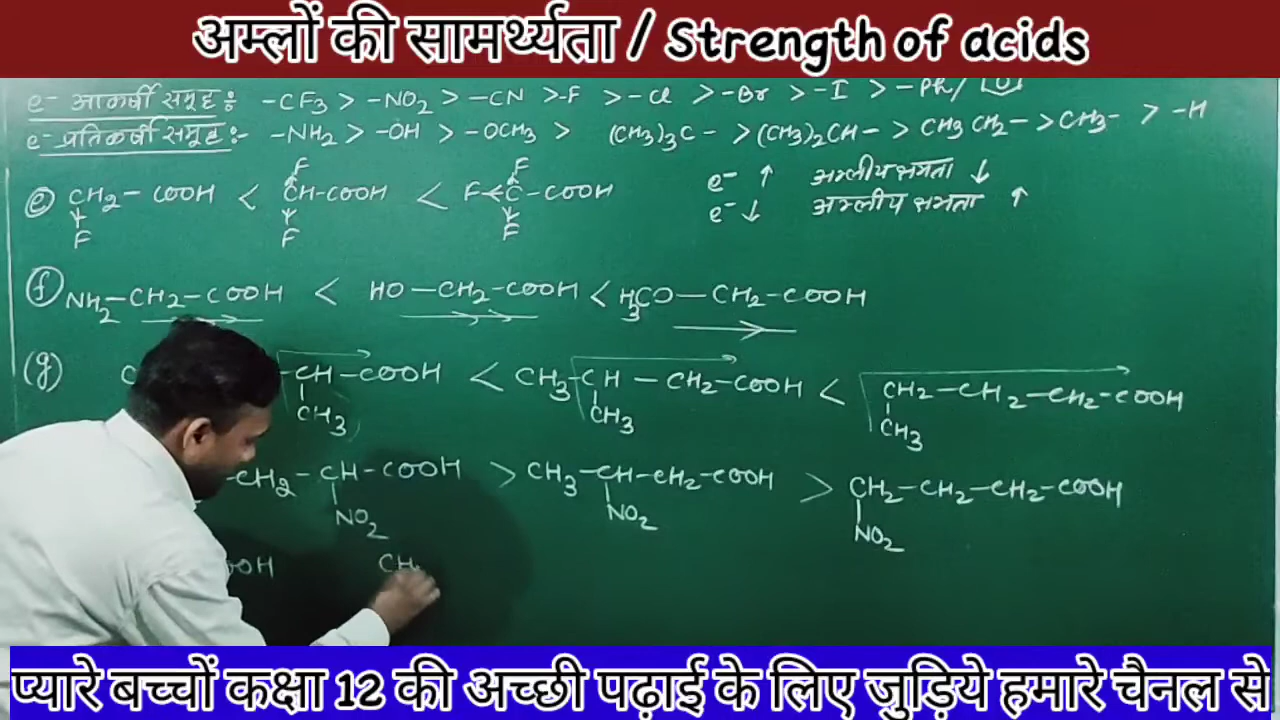 अम्लों की सामर्थ्यता / Strength of acids
e- आकर्षी समूहः -CF3 > -NO2 > -CN >-F >-Cl >-Br >-I >-Ph/
e- प्रतिकर्षी समूहः- -NH2 > -OH > -OCH3 > (CH3)3C- >(CH3)2CH- > CH3CH2- >CH3- > -H
F F
e CH2-COOH < CH-COOH < F C-COOH
F F F
e- ↑ अम्लीय क्षमता ↓
e- ↓ अम्लीय क्षमता ↑
f NH2-CH2-COOH < HO-CH2-COOH < H3CO-CH2-COOH
(g) CH-COOH < CH3-CH-CH2-COOH < CH2-CH2-CH2-COOH
CH3 CH3 CH3
-CH2-CH-COOH > CH3-CH-CH2-COOH > CH2-CH2-CH2-COOH
NO2 NO2 NO2
OOH CH
प्यारे बच्चों कक्षा 12 की अच्छी पढ़ाई के लिए जुड़िये हमारे चैनल से